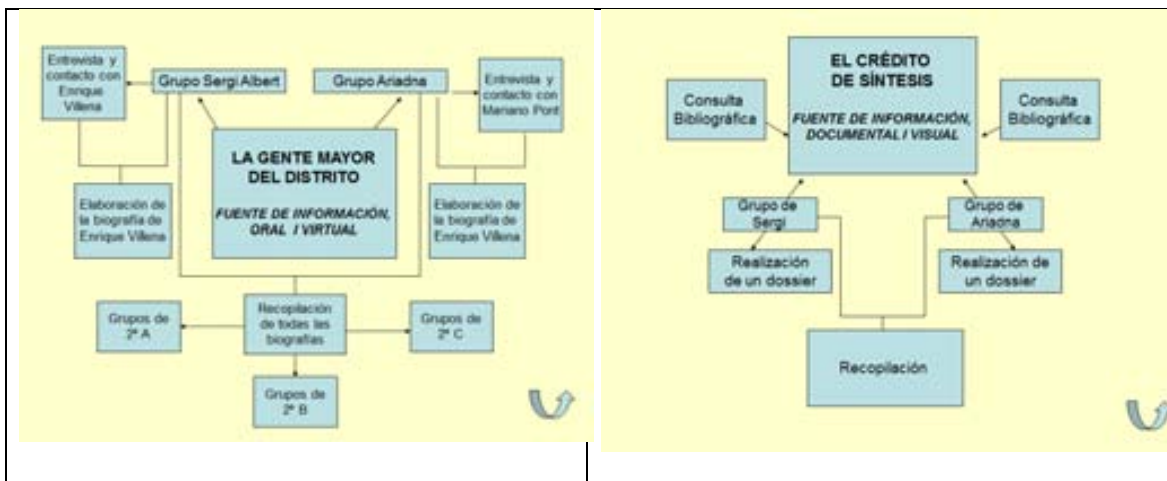 Entrevista y
contacto con
Enrique
Villena
Grupo Sergi Albert
Grupo Ariadna
Entrevista y
contacto con
Mariano Pont
LA GENTE MAYOR
DEL DISTRITO
FUENTE DE INFORMACIÓN,
ORAL I VIRTUAL
Elaboración de
la biografía de
Enrique Villena
Elaboración de
la biografía de
Enrique Villena
Recopilación
de todas las
biografías
Grupos de
2º A
Grupos de
2º C
Grupos de
2º B
EL CRÉDITO
DE SÍNTESIS
FUENTE DE INFORMACIÓN,
DOCUMENTAL I VISUAL
Consulta
Bibliográfica
Consulta
Bibliográfica
Grupo de
Sergi
Grupo de
Ariadna
Realización
de un dossier
Realización de
un dossier
Recopilación